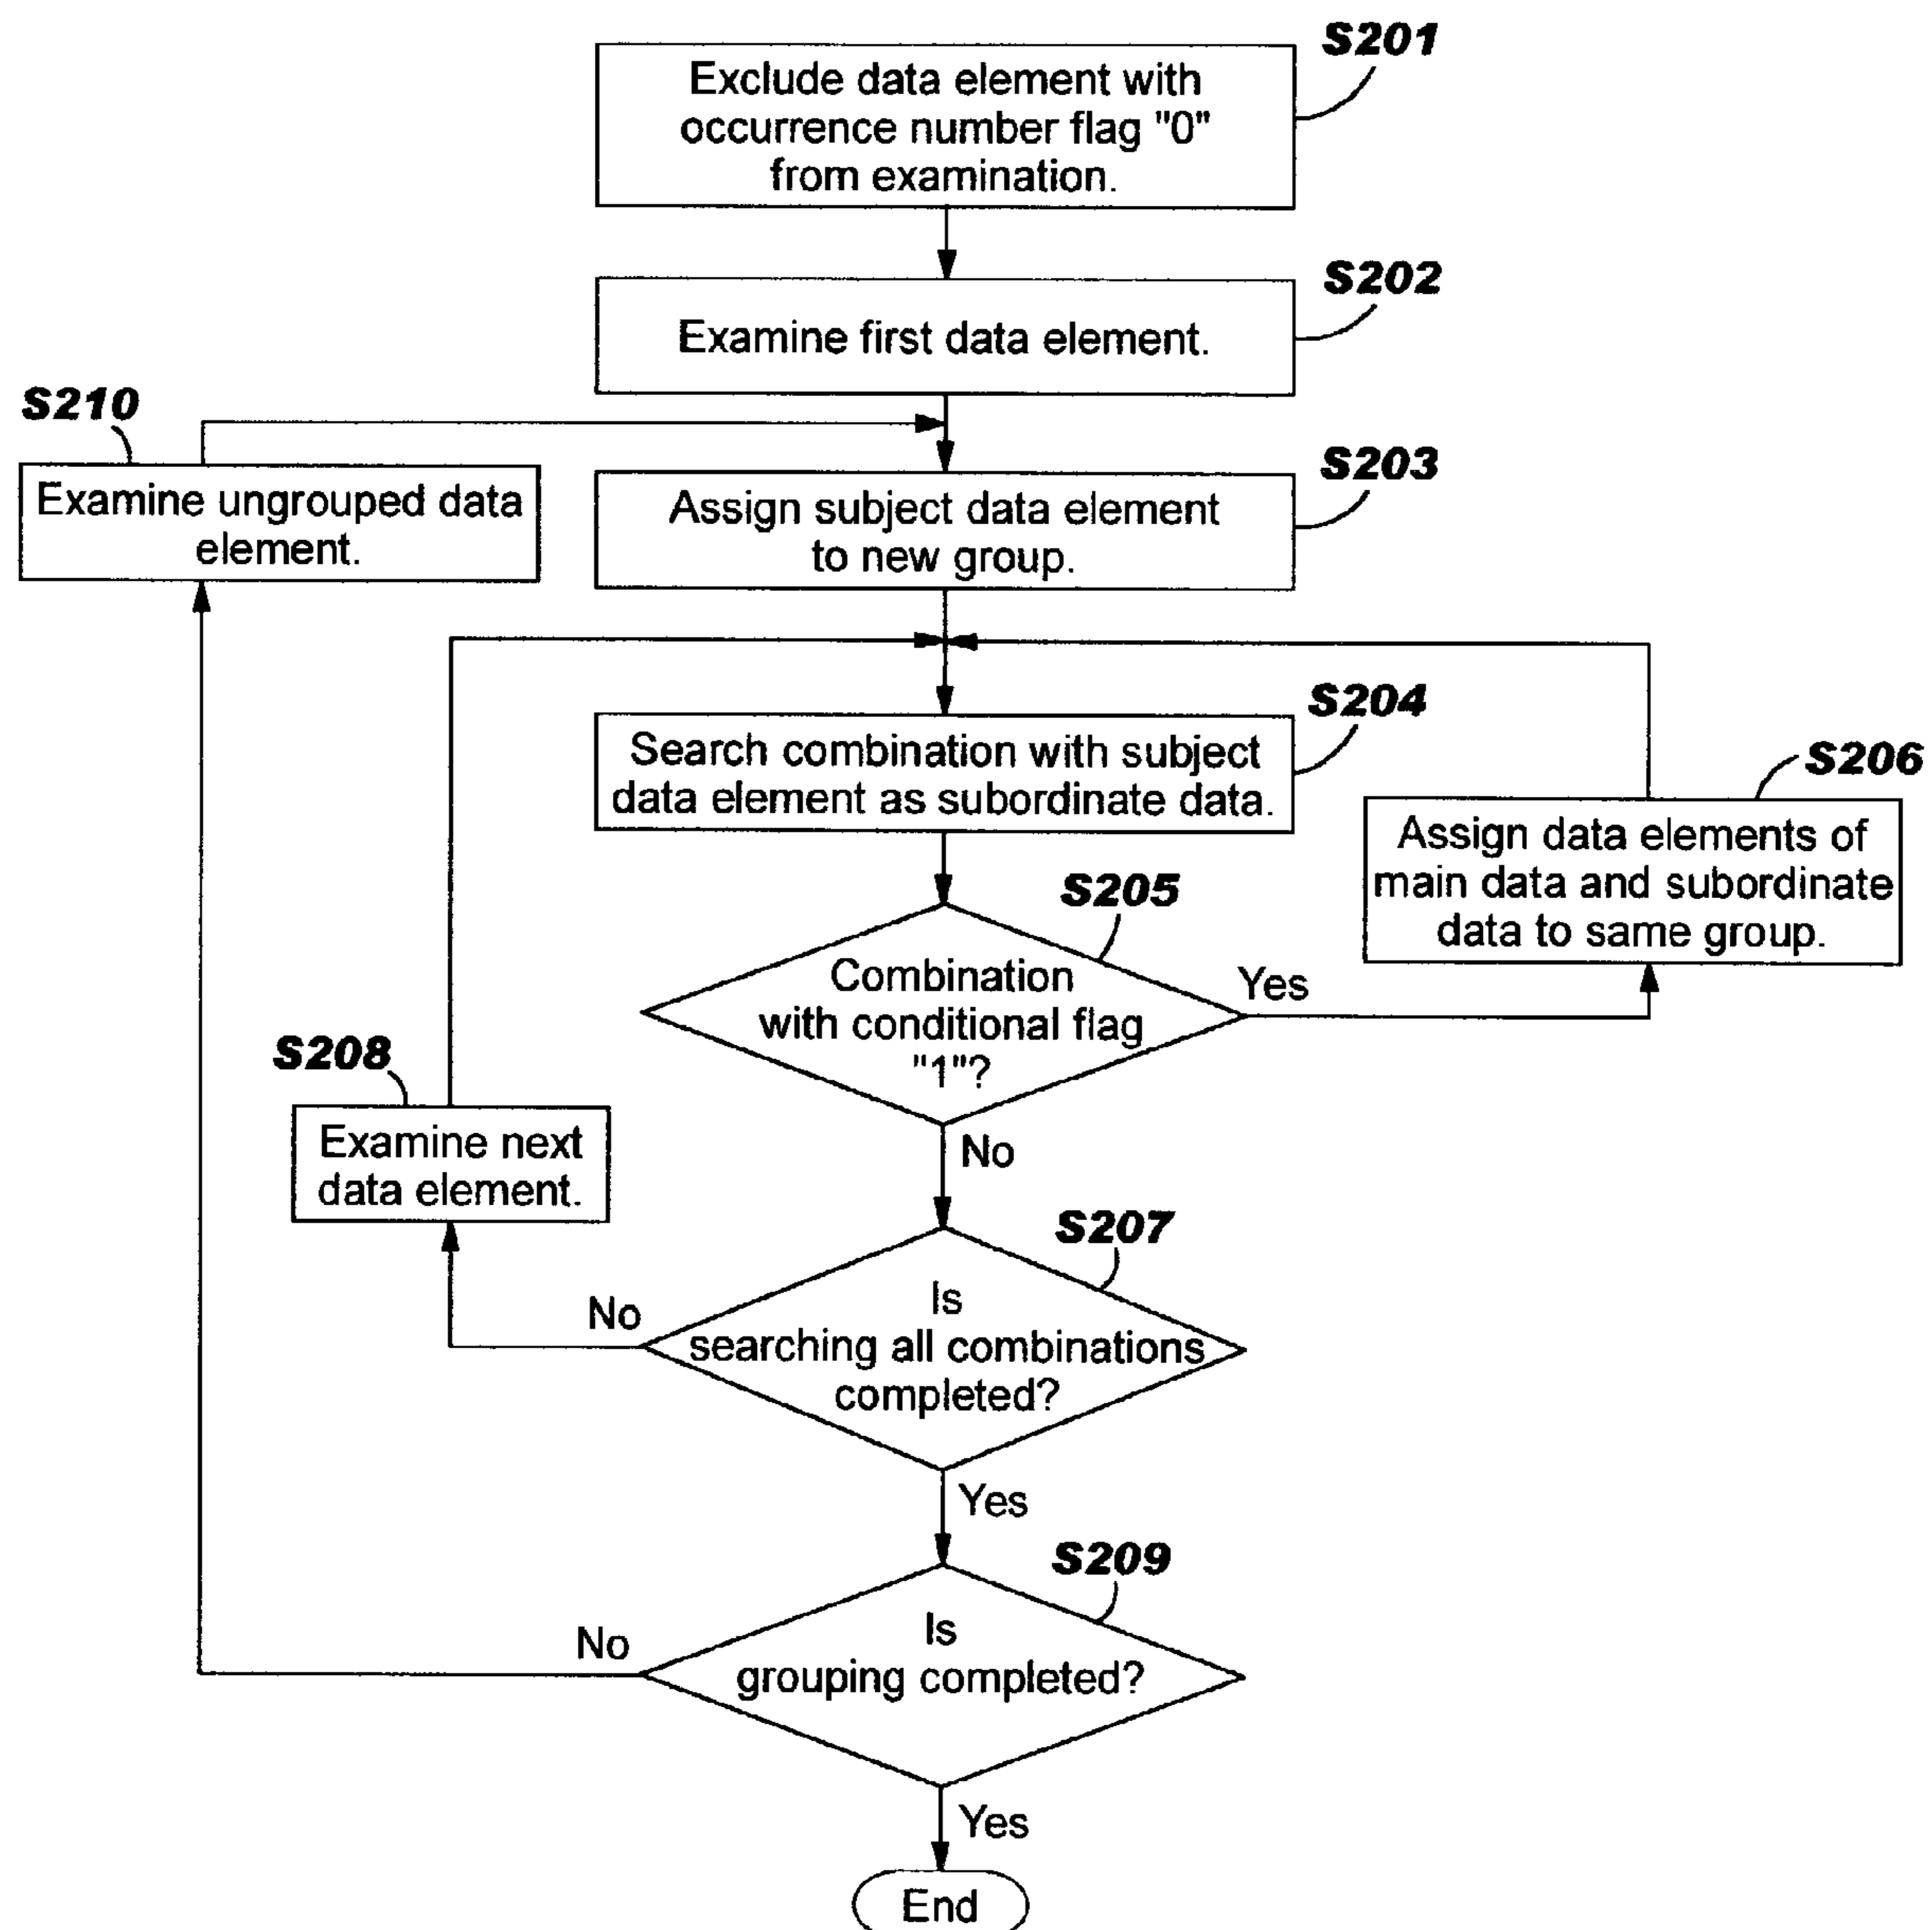 S201
Exclude data element with
occurrence number flag "0"
from examination.
S202
Examine first data element.
S210
Examine ungrouped data
element.
S203
Assign subject data element
to new group.
S204
Search combination with subject
data element as subordinate data.
S206
Assign data elements of
main data and subordinate
data to same group.
S205
Combination
with conditional flag
"1"?
Yes
No
S208
Examine next
data element.
S207
Is
searching all combinations
completed?
No
Yes
S209
Is
grouping completed?
No
Yes
End